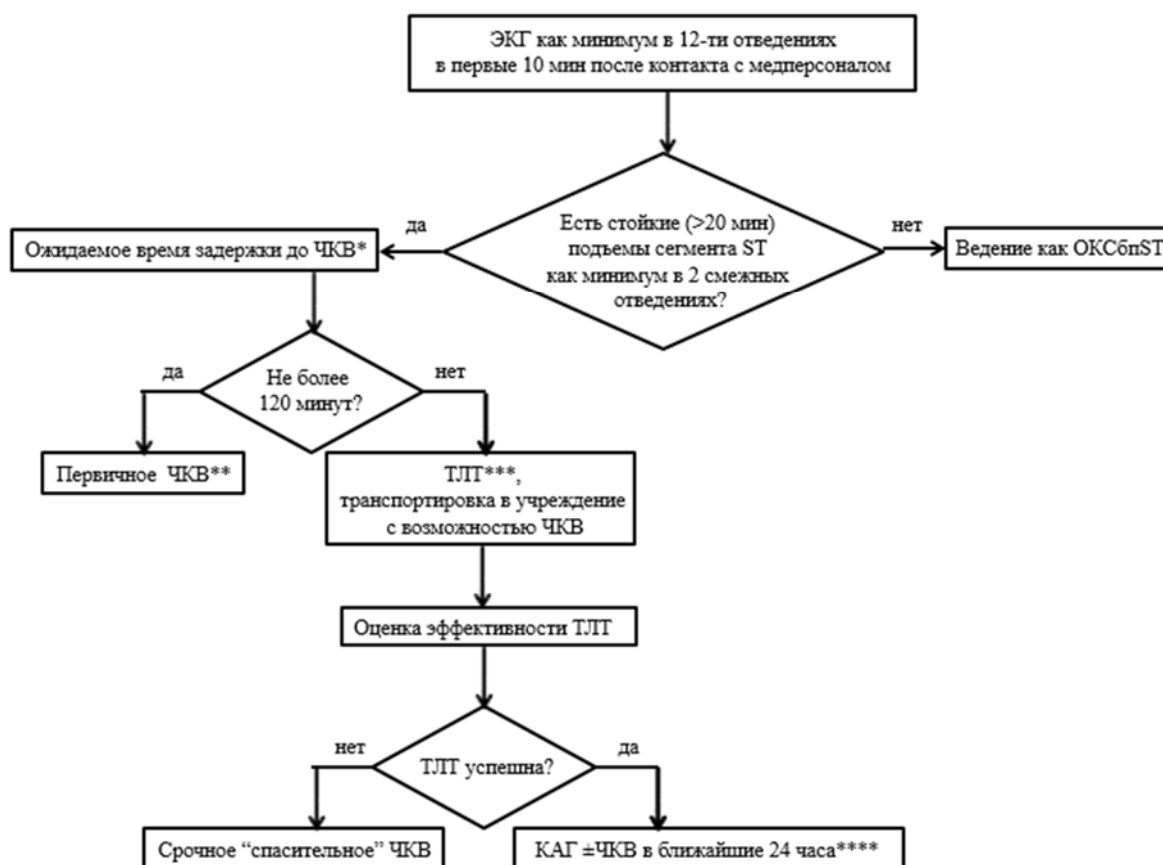 ЭКГ как минимум в 12-ти отведениях
в первые 10 мин после контакта с медперсоналом
Есть стойкие (>20 мин)
подъемы сегмента ST
как минимум в 2 смежных
отведениях?
да
нет
Ожидаемое время задержки до ЧКВ*
Ведение как ОКСбпST
Не более
120 минут?
да
нет
Первичное ЧКВ**
ТЛТ***,
транспортировка в учреждение
с возможностью ЧКВ
Оценка эффективности ТЛТ
ТЛТ успешна?
нет
да
Срочное “спасительное” ЧКВ
КАГ ±ЧКВ в ближайшие 24 часа****